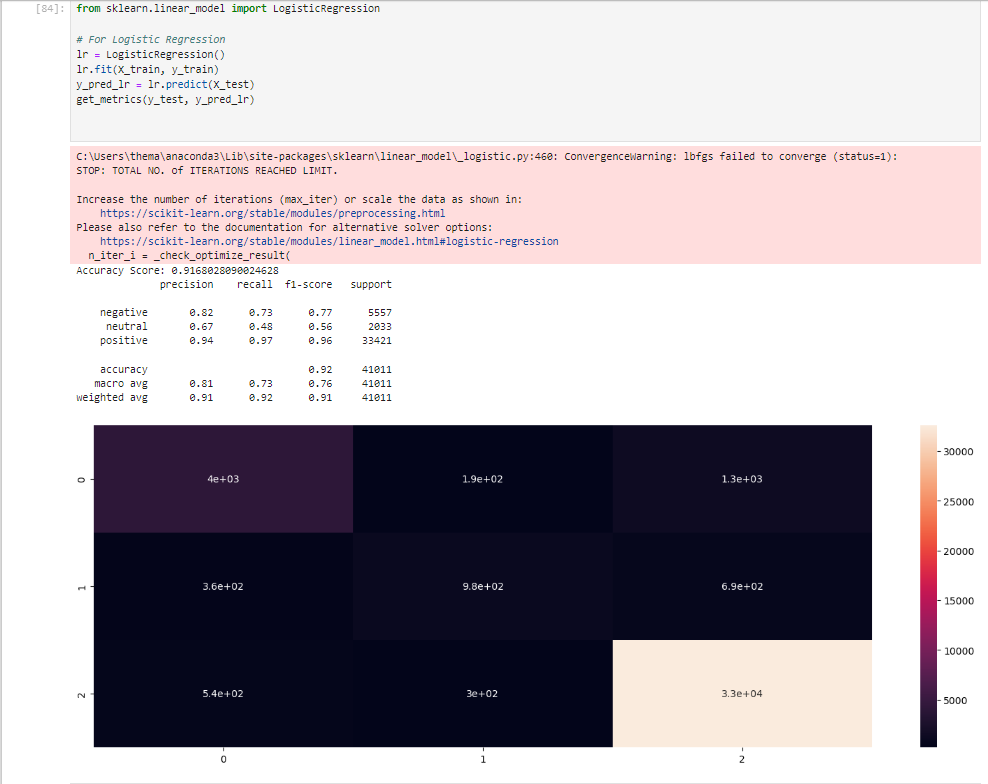 [84]: from sklearn.linear_model import LogisticRegression
# For Logistic Regression
lr = LogisticRegression()
lr.fit(X_train, y_train)
y_pred_lr = lr.predict(X_test)
get_metrics(y_test, y_pred_lr)
C:\Users\thema\anaconda3\Lib\site-packages\sklearn\linear_model\_logistic.py:460: ConvergenceWarning: lbfgs failed to converge (status=1):
STOP: TOTAL NO. of ITERATIONS REACHED LIMIT.
Increase the number of iterations (max_iter) or scale the data as shown in:
https://scikit-learn.org/stable/modules/preprocessing.html
Please also refer to the documentation for alternative solver options:
https://scikit-learn.org/stable/modules/linear_model.html#logistic-regression
n_iter_i = _check_optimize_result(
Accuracy Score: 0.9168028090024628
precision recall f1-score support
negative 0.82 0.73 0.77 5557
neutral 0.67 0.48 0.56 2033
positive 0.94 0.97 0.96 33421
accuracy 0.92 41011
macro avg 0.81 0.73 0.76 41011
weighted avg 0.91 0.92 0.91 41011
0 4e+03 1.9e+02 1.3e+03
1 3.6e+02 9.8e+02 6.9e+02
2 5.4e+02 3e+02 3.3e+04
0 1 2
30000
25000
20000
15000
10000
5000